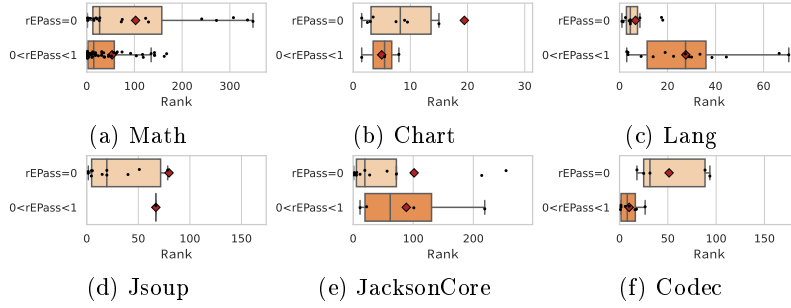 rEPass=0
0<rEPass<1
0 100 200 300
Rank
(a) Math
rEPass=0
0<rEPass<1
0 10 20 30
Rank
(b) Chart
rEPass=0
0<rEPass<1
0 20 40 60
Rank
(c) Lang
rEPass=0
0<rEPass<1
0 50 100 150
Rank
(d) Jsoup
rEPass=0
0<rEPass<1
0 100 200
Rank
(e) JacksonCore
rEPass=0
0<rEPass<1
0 50 100 150
Rank
(f) Codec